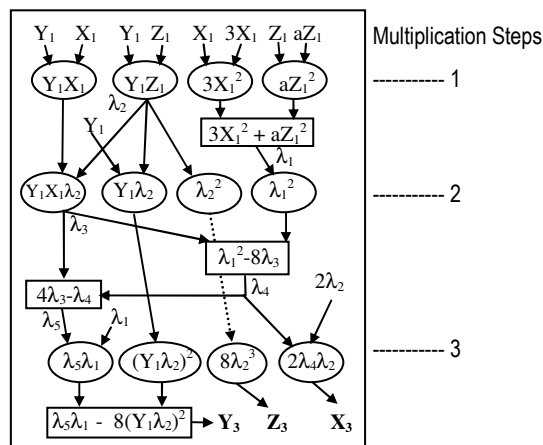 Y₁ X₁ Y₁ Z₁ X₁ 3X₁ Z₁ aZ₁ Multiplication Steps
Y₁X₁ Y₁Z₁ 3X₁² aZ₁² ---------- 1
λ₂
Y₁ 3X₁² + aZ₁²
λ₁
Y₁X₁λ₂ Y₁λ₂ λ₂² λ₁² ---------- 2
λ₃
λ₁²-8λ₃
4λ₃-λ₄ λ₄ 2λ₂
λ₅ λ₁
λ₅λ₁ (Y₁λ₂)² 8λ₂³ 2λ₄λ₂ ---------- 3
λ₅λ₁ - 8(Y₁λ₂)² Y₃ Z₃ X₃